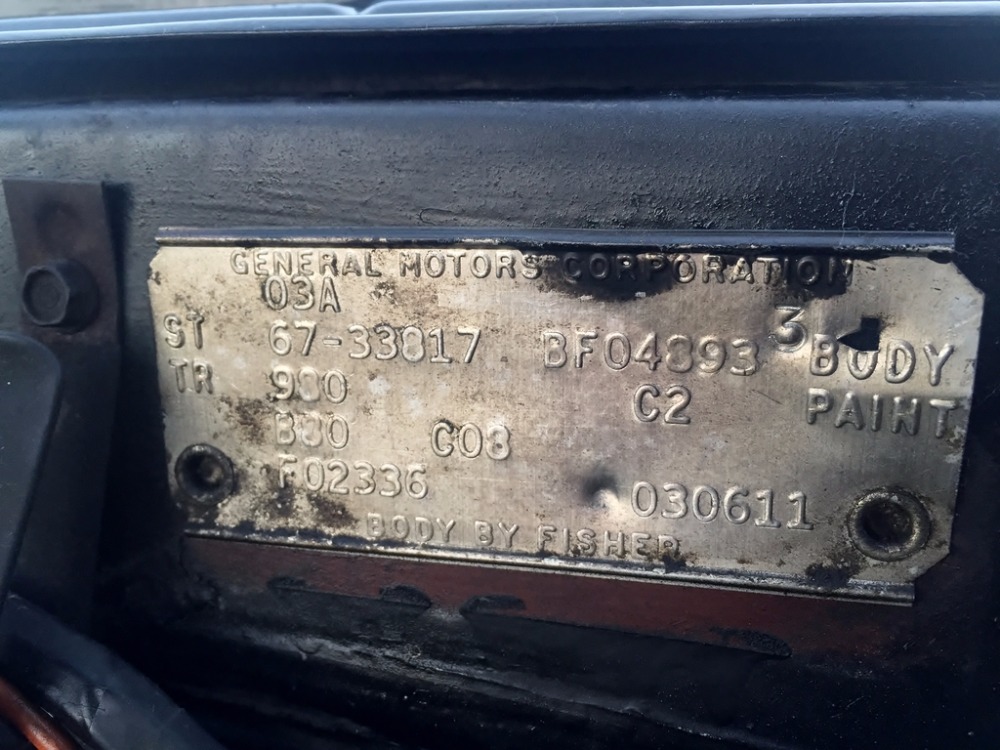 GENERAL MOTORS CORPORATION
03A
ST 67-33817 BF04893 3 BODY
TR 980 C2 PAINT
B80 C08
F02336 030611
BODY BY FISHER